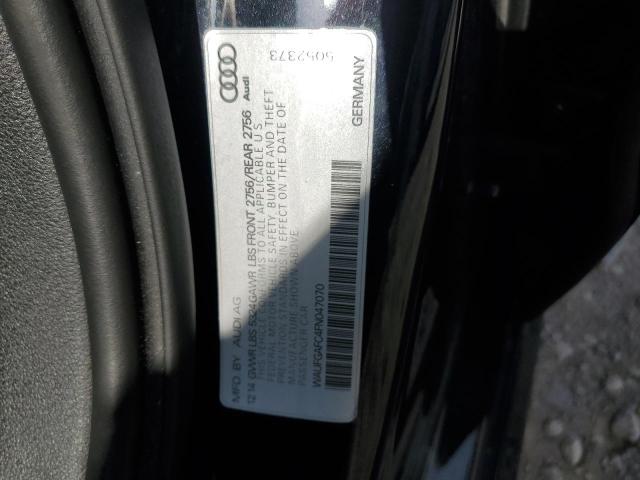 MFD BY AUDI AG
Audi
12 14 GVWR LBS 5324 GAWR LBS FRONT 2756/REAR 2756
THIS CONFORMS TO ALL APPLICABLE U S
FEDERAL MOTOR VEHICLE SAFETY, BUMPER AND THEFT
PREVENTION STANDARDS IN EFFECT ON THE DATE OF
MANUFACTURE SHOWN ABOVE.
PASSENGER CAR
WAUFGAFC4FN047070
5052373
GERMANY